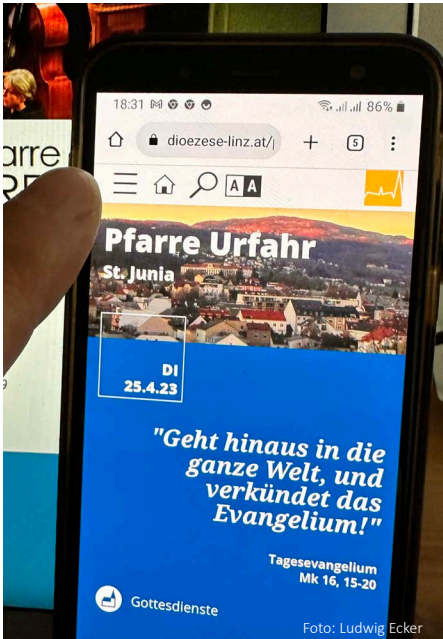 arre
18:31
86%
dioezese-linz.at/
5
A A
Pfarre Urfahr
St. Junia
DI
25.4.23
"Geht hinaus in die
ganze Welt, und
verkündet das
Evangelium!"
Tagesevangelium
Mk 16, 15-20
Gottesdienste
Foto: Ludwig Ecker